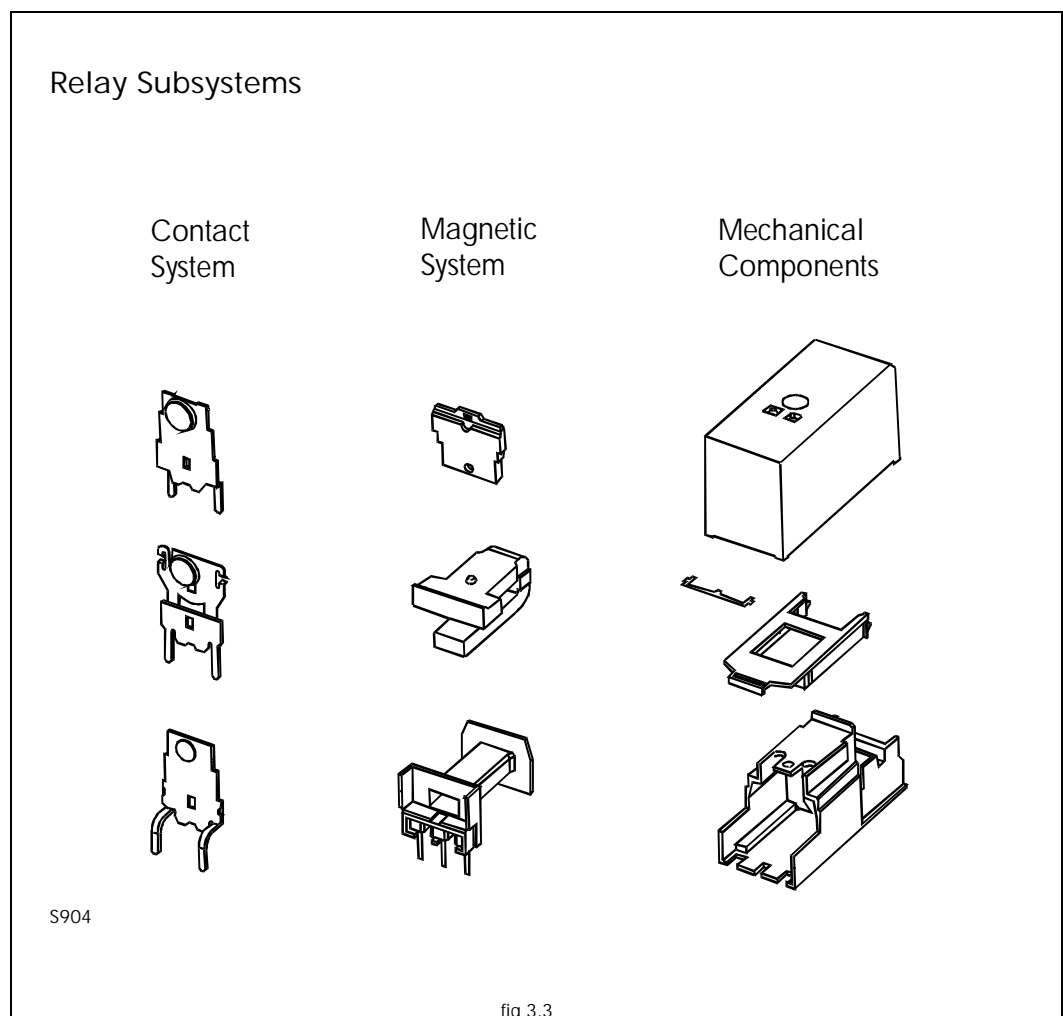 Relay Subsystems
Contact
System
Magnetic
System
Mechanical
Components
S904
fig 3.3